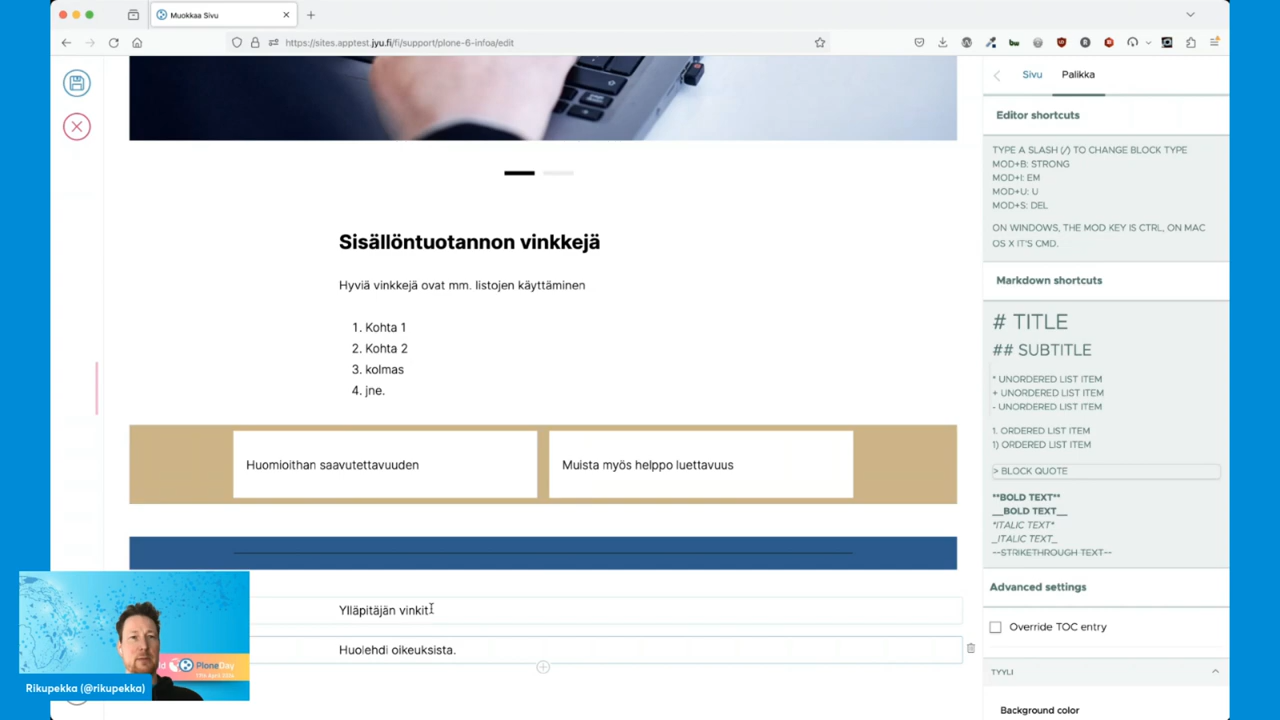 Muokkaa Sivu
https://sites.apptest.jyu.fi/fi/support/plone-6-infoa/edit
Sivu
Palikka
Editor shortcuts
TYPE A SLASH (/) TO CHANGE BLOCK TYPE
MOD+B: STRONG
MOD+I: EM
MOD+U: U
MOD+S: DEL
ON WINDOWS, THE MOD KEY IS CTRL, ON MAC
OS X IT'S CMD.
Sisällöntuotannon vinkkejä
Hyviä vinkkejä ovat mm. listojen käyttäminen
1. Kohta 1
2. Kohta 2
3. kolmas
4. jne.
Huomioithan saavutettavuuden
Muista myös helppo luettavuus
Ylläpitäjän vinkit
Huolehdi oikeuksista.
Markdown shortcuts
# TITLE
## SUBTITLE
* UNORDERED LIST ITEM
+ UNORDERED LIST ITEM
- UNORDERED LIST ITEM
1. ORDERED LIST ITEM
1) ORDERED LIST ITEM
> BLOCK QUOTE
**BOLD TEXT**
__BOLD TEXT__
*ITALIC TEXT*
_ITALIC TEXT_
~~STRIKETHROUGH TEXT~~
Advanced settings
Override TOC entry
TYYLI
Background color
PloneDay
Rikupekka (@rikupekka)